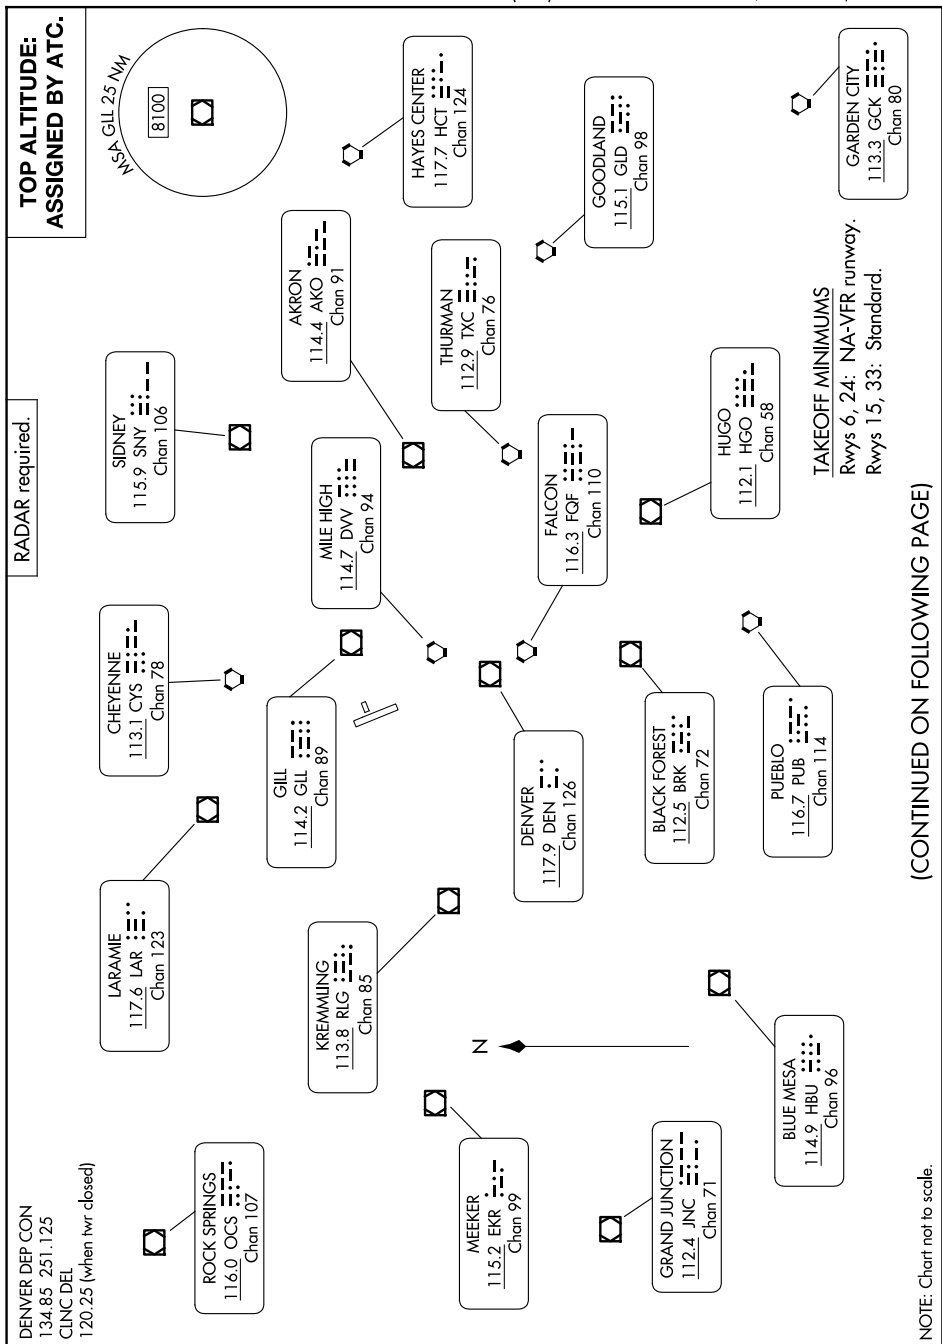 DENVER DEP CON
134.85 251.125
CLNC DEL
120.25 (when twr closed)
RADAR required.
TOP ALTITUDE:
ASSIGNED BY ATC.
MSA GLL 25 NM
8100
ROCK SPRINGS
116.0 OCS
Chan 107
LARAMIE
117.6 LAR
Chan 123
CHEYENNE
113.1 CYS
Chan 78
SIDNEY
115.9 SNY
Chan 106
GILL
114.2 GLL
Chan 89
KREMMLING
113.8 RLG
Chan 85
MILE HIGH
114.7 DVV
Chan 94
AKRON
114.4 AKO
Chan 91
HAYES CENTER
117.7 HCT
Chan 124
THURMAN
112.9 TXC
Chan 76
MEEKER
115.2 EKR
Chan 99
N
DENVER
117.9 DEN
Chan 126
FALCON
116.3 FQF
Chan 110
GOODLAND
115.1 GLD
Chan 98
GRAND JUNCTION
112.4 JNC
Chan 71
BLACK FOREST
112.5 BRK
Chan 72
HUGO
112.1 HGO
Chan 58
BLUE MESA
114.9 HBU
Chan 96
PUEBLO
116.7 PUB
Chan 114
GARDEN CITY
113.3 GCK
Chan 80
TAKEOFF MINIMUMS
Rwys 6, 24: NA-VFR runway.
Rwys 15, 33: Standard.
NOTE: Chart not to scale.
(CONTINUED ON FOLLOWING PAGE)